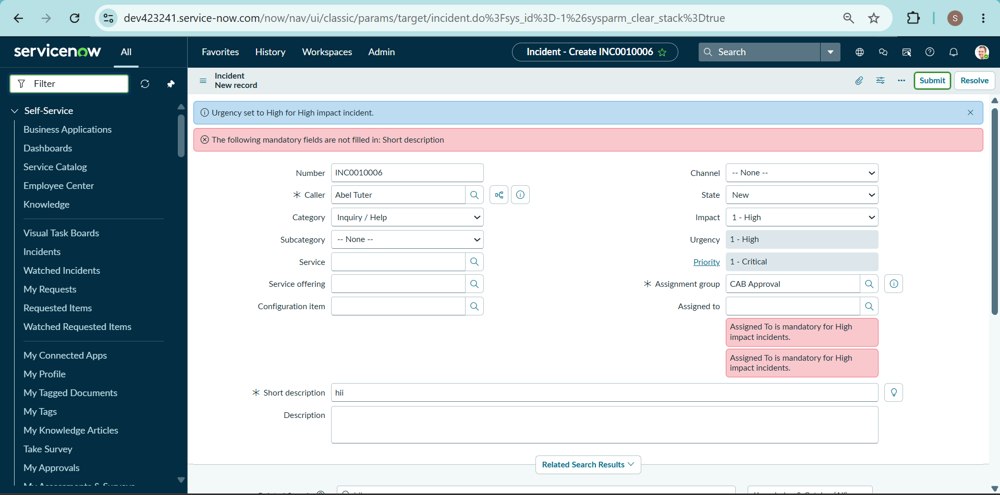 dev423241.service-now.com/now/nav/ui/classic/params/target/incident.do%3Fsys_id%3D-1%26sysparm_clear_stack%3Dtrue
S
servicenow
All
Favorites
History
Workspaces
Admin
Incident - Create INC0010006
Search
Filter
Incident
New record
Submit
Resolve
Self-Service
Business Applications
Dashboards
Service Catalog
Employee Center
Knowledge
Visual Task Boards
Incidents
Watched Incidents
My Requests
Requested Items
Watched Requested Items
My Connected Apps
My Profile
My Tagged Documents
My Tags
My Knowledge Articles
Take Survey
My Approvals
Urgency set to High for High impact incident.
The following mandatory fields are not filled in: Short description
Number INC0010006
Caller Abel Tuter
Category Inquiry / Help
Subcategory -- None --
Service
Service offering
Configuration item
Channel -- None --
State New
Impact 1 - High
Urgency 1 - High
Priority 1 - Critical
Assignment group CAB Approval
Assigned to
Assigned To is mandatory for High
impact incidents.
Assigned To is mandatory for High
impact incidents.
Short description hii
Description
Related Search Results